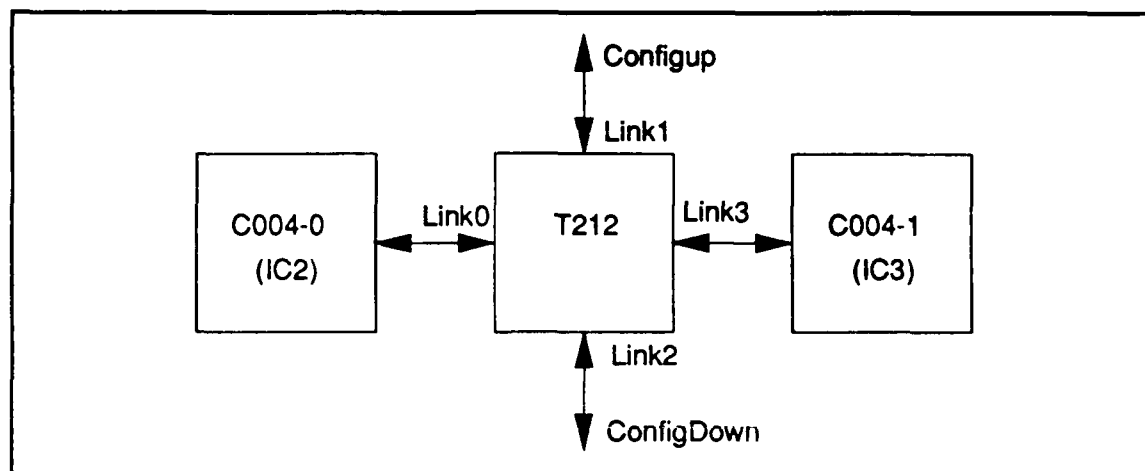 Configup
Link1
C004-0
(IC2)
Link0
T212
Link3
C004-1
(IC3)
Link2
ConfigDown